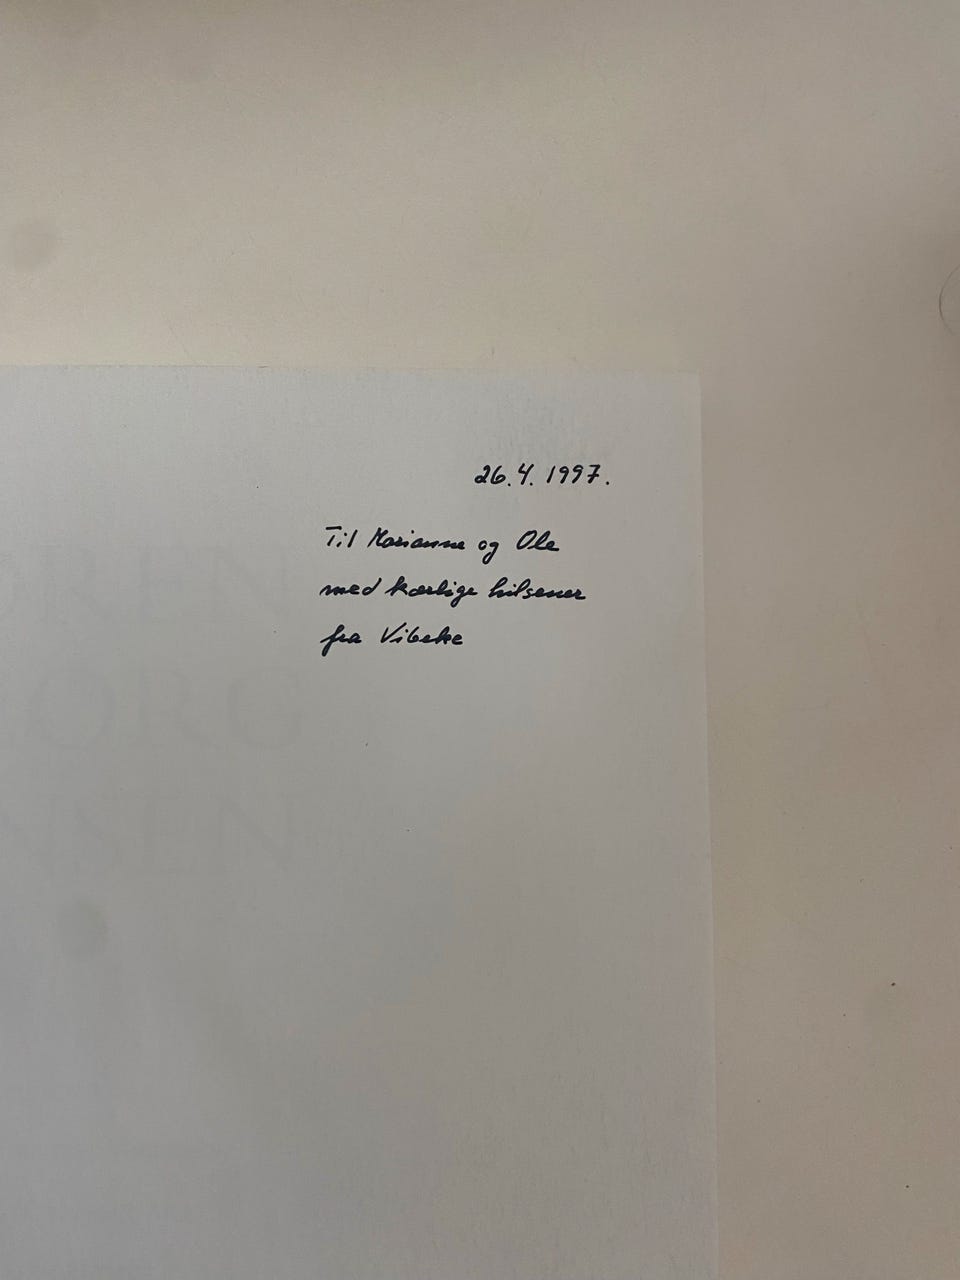 26.4.1997.
Til Marianne og Ole
med kærlige hilsener
fra Vibeke